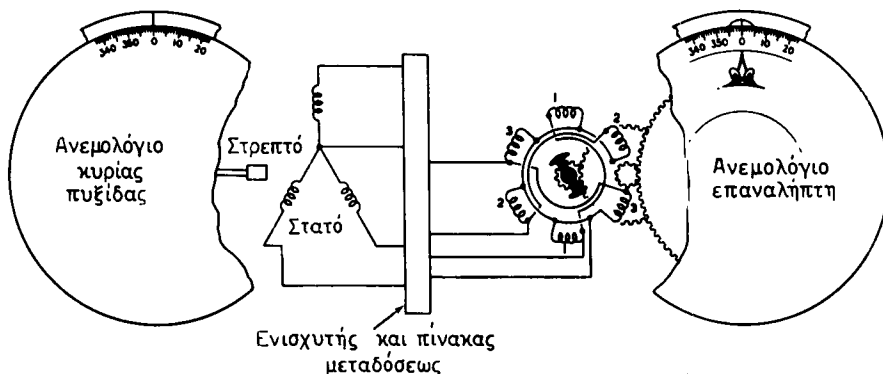 340 350 0 10 20
340 350 0 10 20
Ανεμολόγιο
κυρίας
πυξίδας
Στρεπτό
Στατό
1
2
3
3
2
1
Ανεμολόγιο
επαναλήπτη
Ενισχυτής και πίνακας
μεταδόσεως